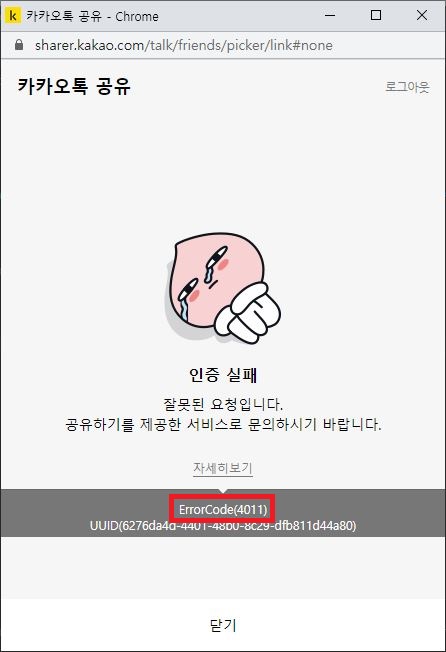 카카오톡 공유 - Chrome
sharer.kakao.com/talk/friends/picker/link#none
카카오톡 공유
로그아웃
인증 실패
잘못된 요청입니다.
공유하기를 제공한 서비스로 문의하시기 바랍니다.
자세히보기
ErrorCode(4011)
UUID(6276da4d-4401-48b0-8c29-dfb811d44a80)
닫기